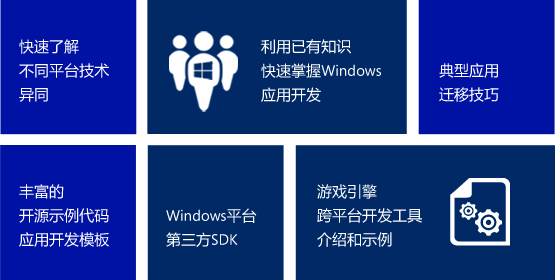 快速了解
不同平台技术
异同
利用已有知识
快速掌握Windows
应用开发
典型应用
迁移技巧
丰富的
开源示例代码
应用开发模板
Windows平台
第三方SDK
游戏引擎
跨平台开发工具
介绍和示例